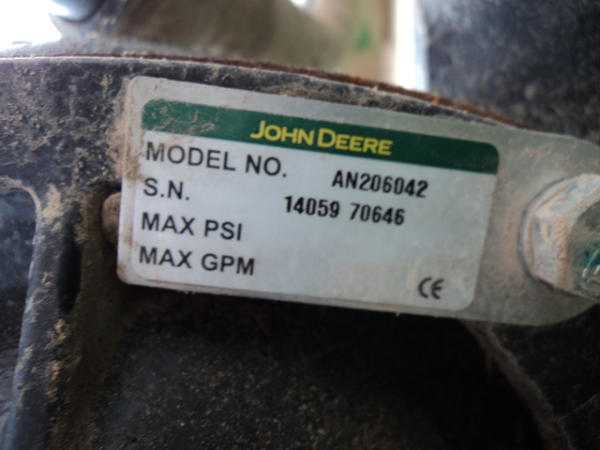 JOHN DEERE
MODEL NO. AN206042
S.N. 14059 70646
MAX PSI
MAX GPM
CE